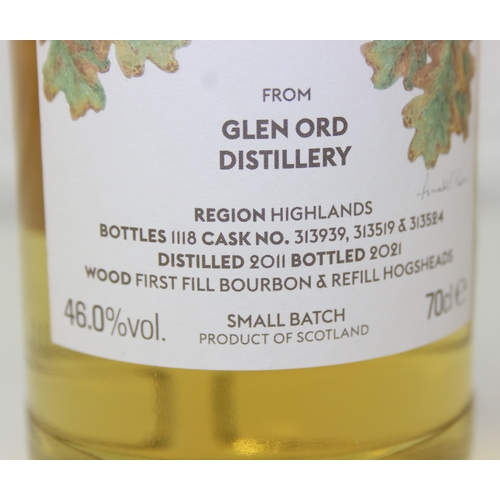 FROM
GLEN ORD
DISTILLERY
REGION HIGHLANDS
BOTTLES 1118 CASK NO. 313939, 313519 & 313524
DISTILLED 2011 BOTTLED 2021
WOOD FIRST FILL BOURBON & REFILL HOGSHEADS
46.0%vol.
SMALL BATCH
70cl e
PRODUCT OF SCOTLAND